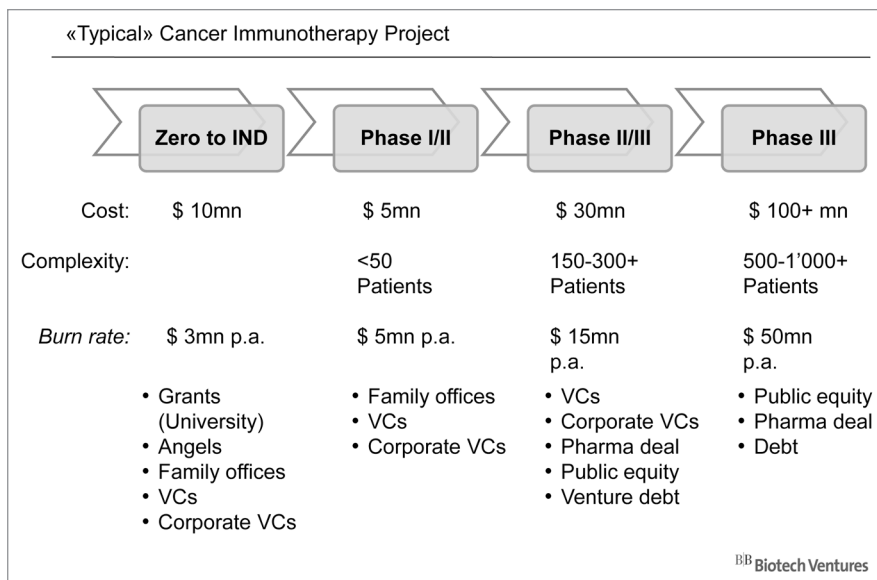 «Typical» Cancer Immunotherapy Project
Zero to IND
Phase I/II
Phase II/III
Phase III
Cost: $ 10mn $ 5mn $ 30mn $ 100+ mn
Complexity: <50 150-300+ 500-1’000+
Patients Patients Patients
Burn rate: $ 3mn p.a. $ 5mn p.a. $ 15mn $ 50mn
p.a. p.a.
• Grants
(University)
• Angels
• Family offices
• VCs
• Corporate VCs
• Family offices
• VCs
• Corporate VCs
• VCs
• Corporate VCs
• Pharma deal
• Public equity
• Venture debt
• Public equity
• Pharma deal
• Debt
B|B Biotech Ventures